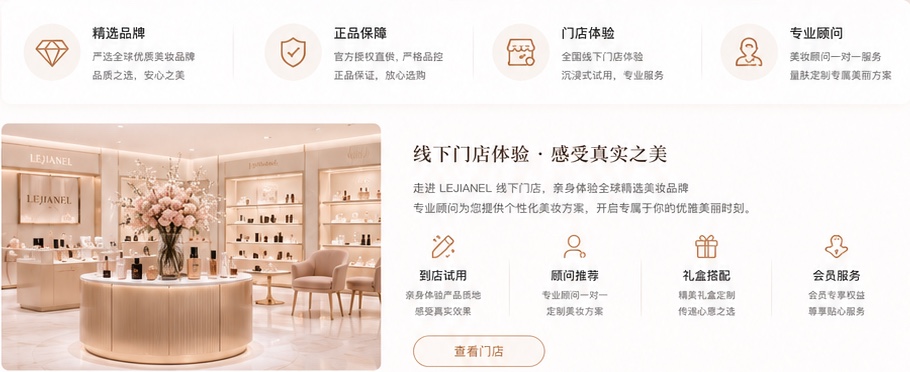 精选品牌
严选全球优质美妆品牌
品质之选，安心之美
正品保障
官方授权直供，严格品控
正品保证，放心选购
门店体验
全国线下门店体验
沉浸式试用，专业服务
专业顾问
美妆顾问一对一服务
量肤定制专属美丽方案
LEJIANEL
LEJIANEL
线下门店体验 · 感受真实之美
走进 LEJIANEL 线下门店，亲身体验全球精选美妆品牌
专业顾问为您提供个性化美妆方案，开启专属于你的优雅美丽时刻。
到店试用
亲身体验产品质地
感受真实效果
顾问推荐
专业顾问一对一
定制美妆方案
礼盒搭配
精美礼盒定制
传递心意之选
会员服务
会员专享权益
尊享贴心服务
查看门店